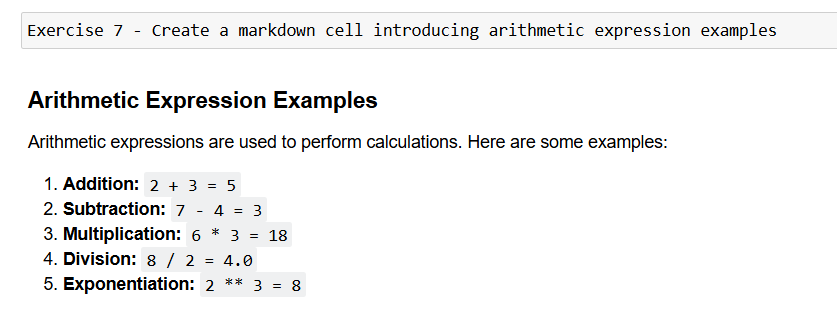 Exercise 7 - Create a markdown cell introducing arithmetic expression examples
Arithmetic Expression Examples
Arithmetic expressions are used to perform calculations. Here are some examples:
1. Addition: 2 + 3 = 5
2. Subtraction: 7 - 4 = 3
3. Multiplication: 6 * 3 = 18
4. Division: 8 / 2 = 4.0
5. Exponentiation: 2 ** 3 = 8